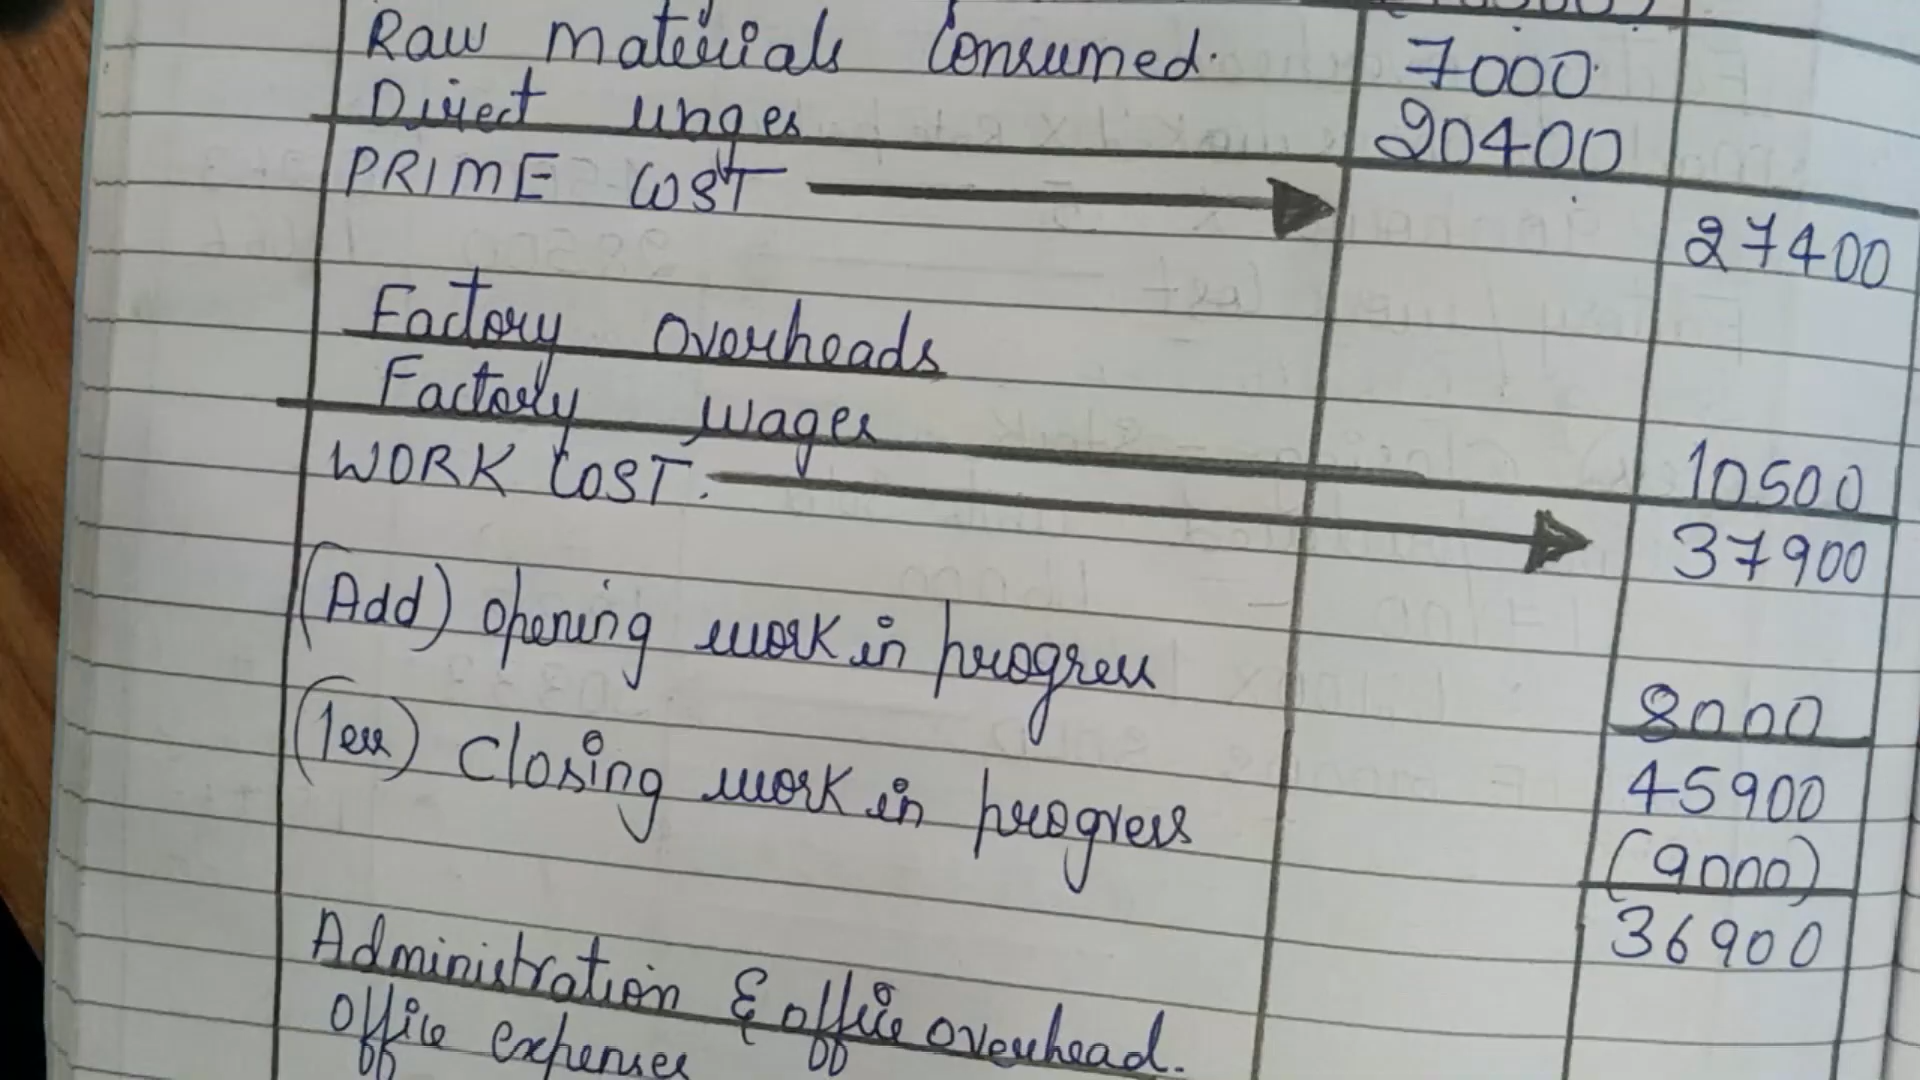 Raw materials Consumed. 7000
Direct wages 20400
PRIME COST 27400
Factory Overheads
Factory wages 10500
WORK COST. 37900
(Add) opening work in progress 8000
45900
(less) Closing work in progress (9000)
36900
Administration & office overhead.
office expenses